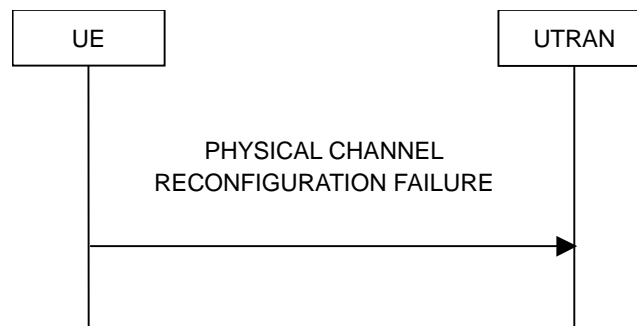 UE
UTRAN
PHYSICAL CHANNEL
RECONFIGURATION FAILURE